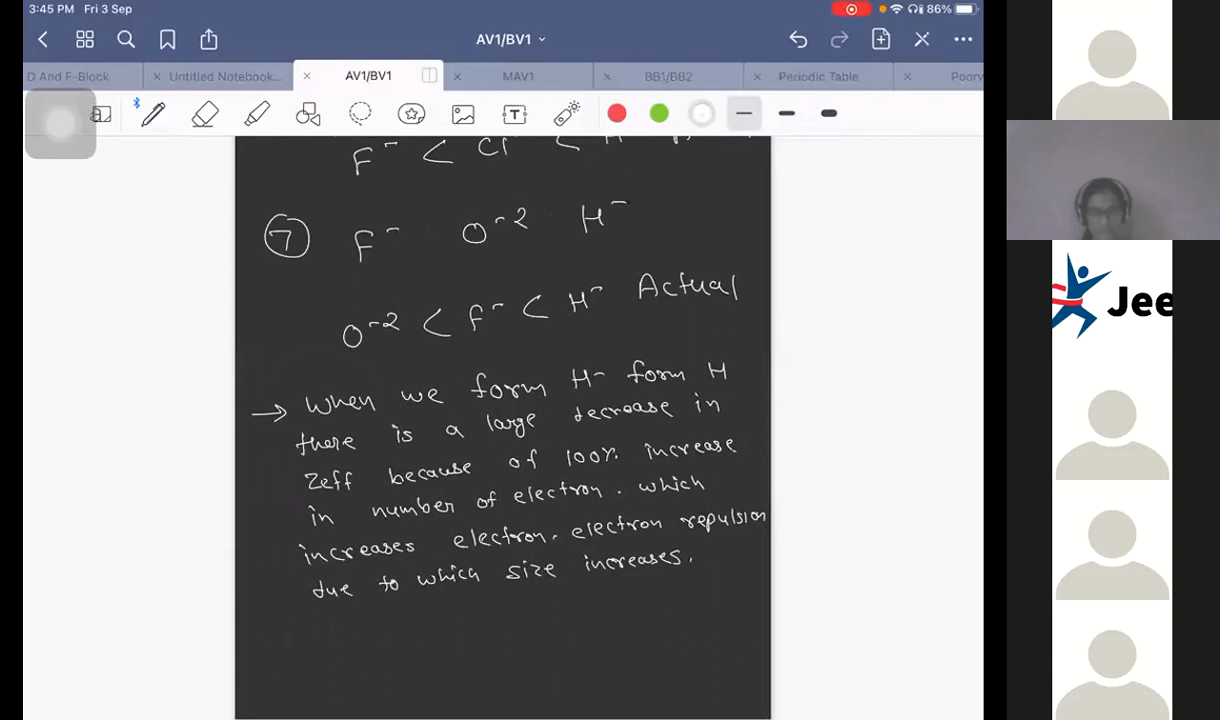 3:45 PM Fri 3 Sep
86%
AV1/BV1
D And F-Block
Untitled Notebook...
AV1/BV1
MAV1
BB1/BB2
Periodic Table
Poorv
F⁻ < Cl < H
7 F⁻ O⁻² H⁻
O⁻² < F⁻ < H⁻ Actual
→ When we form H⁻ form H
there is a large decrease in
Zeff because of 100% increase
in number of electron. which
increases electron-electron repulsion
due to which size increases.
Jee